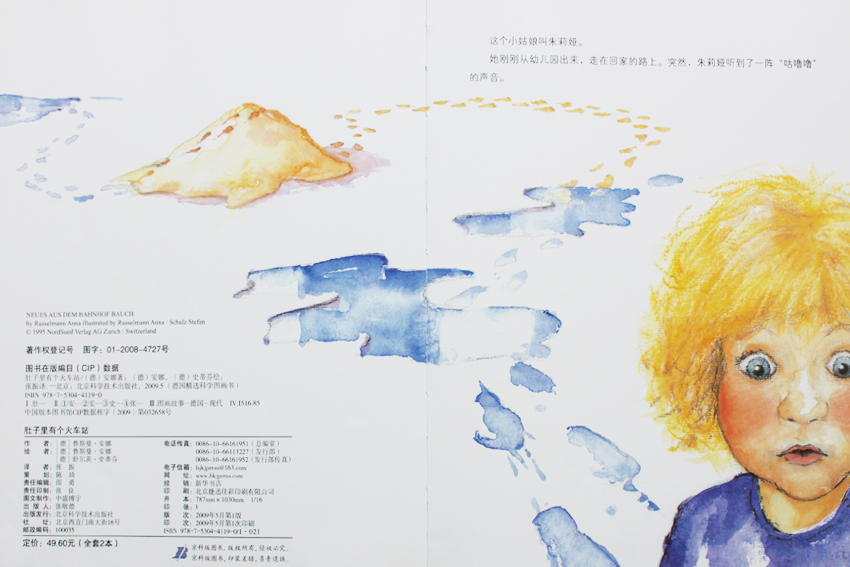 这个小姑娘叫朱莉娅。
她刚刚从幼儿园出来，走在回家的路上。突然，朱莉娅听到了一阵“咕噜噜”
的声音。
NEUES AUS DEM BAHNHOF BAUCH
by Russelmann Anna illustrated by Russelmann Anna / Schulz Stefan
© 1995 NordSood Verlag AG Zurich / Switzerland
著作权登记号 图字：01-2008-4727号
图书在版编目（CIP）数据
肚子里有个火车站/（德）安娜著；（德）安娜，（德）史蒂芬绘；
张振译.—北京：北京科学技术出版社，2009.5（德国精选科学图画书）
ISBN 978-7-5304-4119-0
Ⅰ.肚… Ⅱ.①安…②安…③史…④张… Ⅲ.图画故事-德国-现代 Ⅳ.I516.85
中国版本图书馆CIP数据核字（2009）第032658号
肚子里有个火车站
作 者：［德］鲁斯曼·安娜
绘 者：［德］鲁斯曼·安娜
［德］舒尔茨·史蒂芬
译 者：张 振
策 划：陈
责任编辑：邵 勇
责任印制：张 良
图文制作：中盛博宇
出 版 人：张敬德
出版发行：北京科学技术出版社
社 址：北京西直门南大街16号
邮政编码：100035
电话传真：0086-10-66161951（总编室）
0086-10-66113227（发行部）
0086-10-66161952（发行部传真）
电子信箱：bjkjpress@163.com
网 址：www.bkjpress.com
经 销：新华书店
印 刷：北京捷迅佳彩印刷有限公司
开 本：787mm×1030mm 1/16
印 张：3
版 次：2009年5月第1版
印 次：2009年5月第1次印刷
ISBN 978-7-5304-4119-0/I·021
定价：49.60元（全套2本）
京科版图书，版权所有，侵权必究。
京科版图书，印装差错，负责退换。